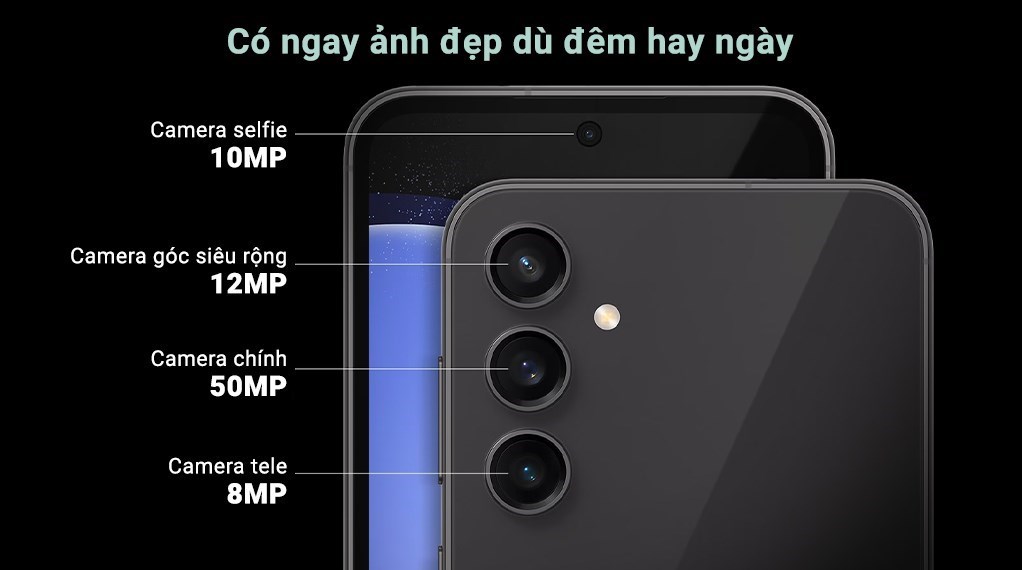 Có ngay ảnh đẹp dù đêm hay ngày
Camera selfie
10MP
Camera góc siêu rộng
12MP
Camera chính
50MP
Camera tele
8MP